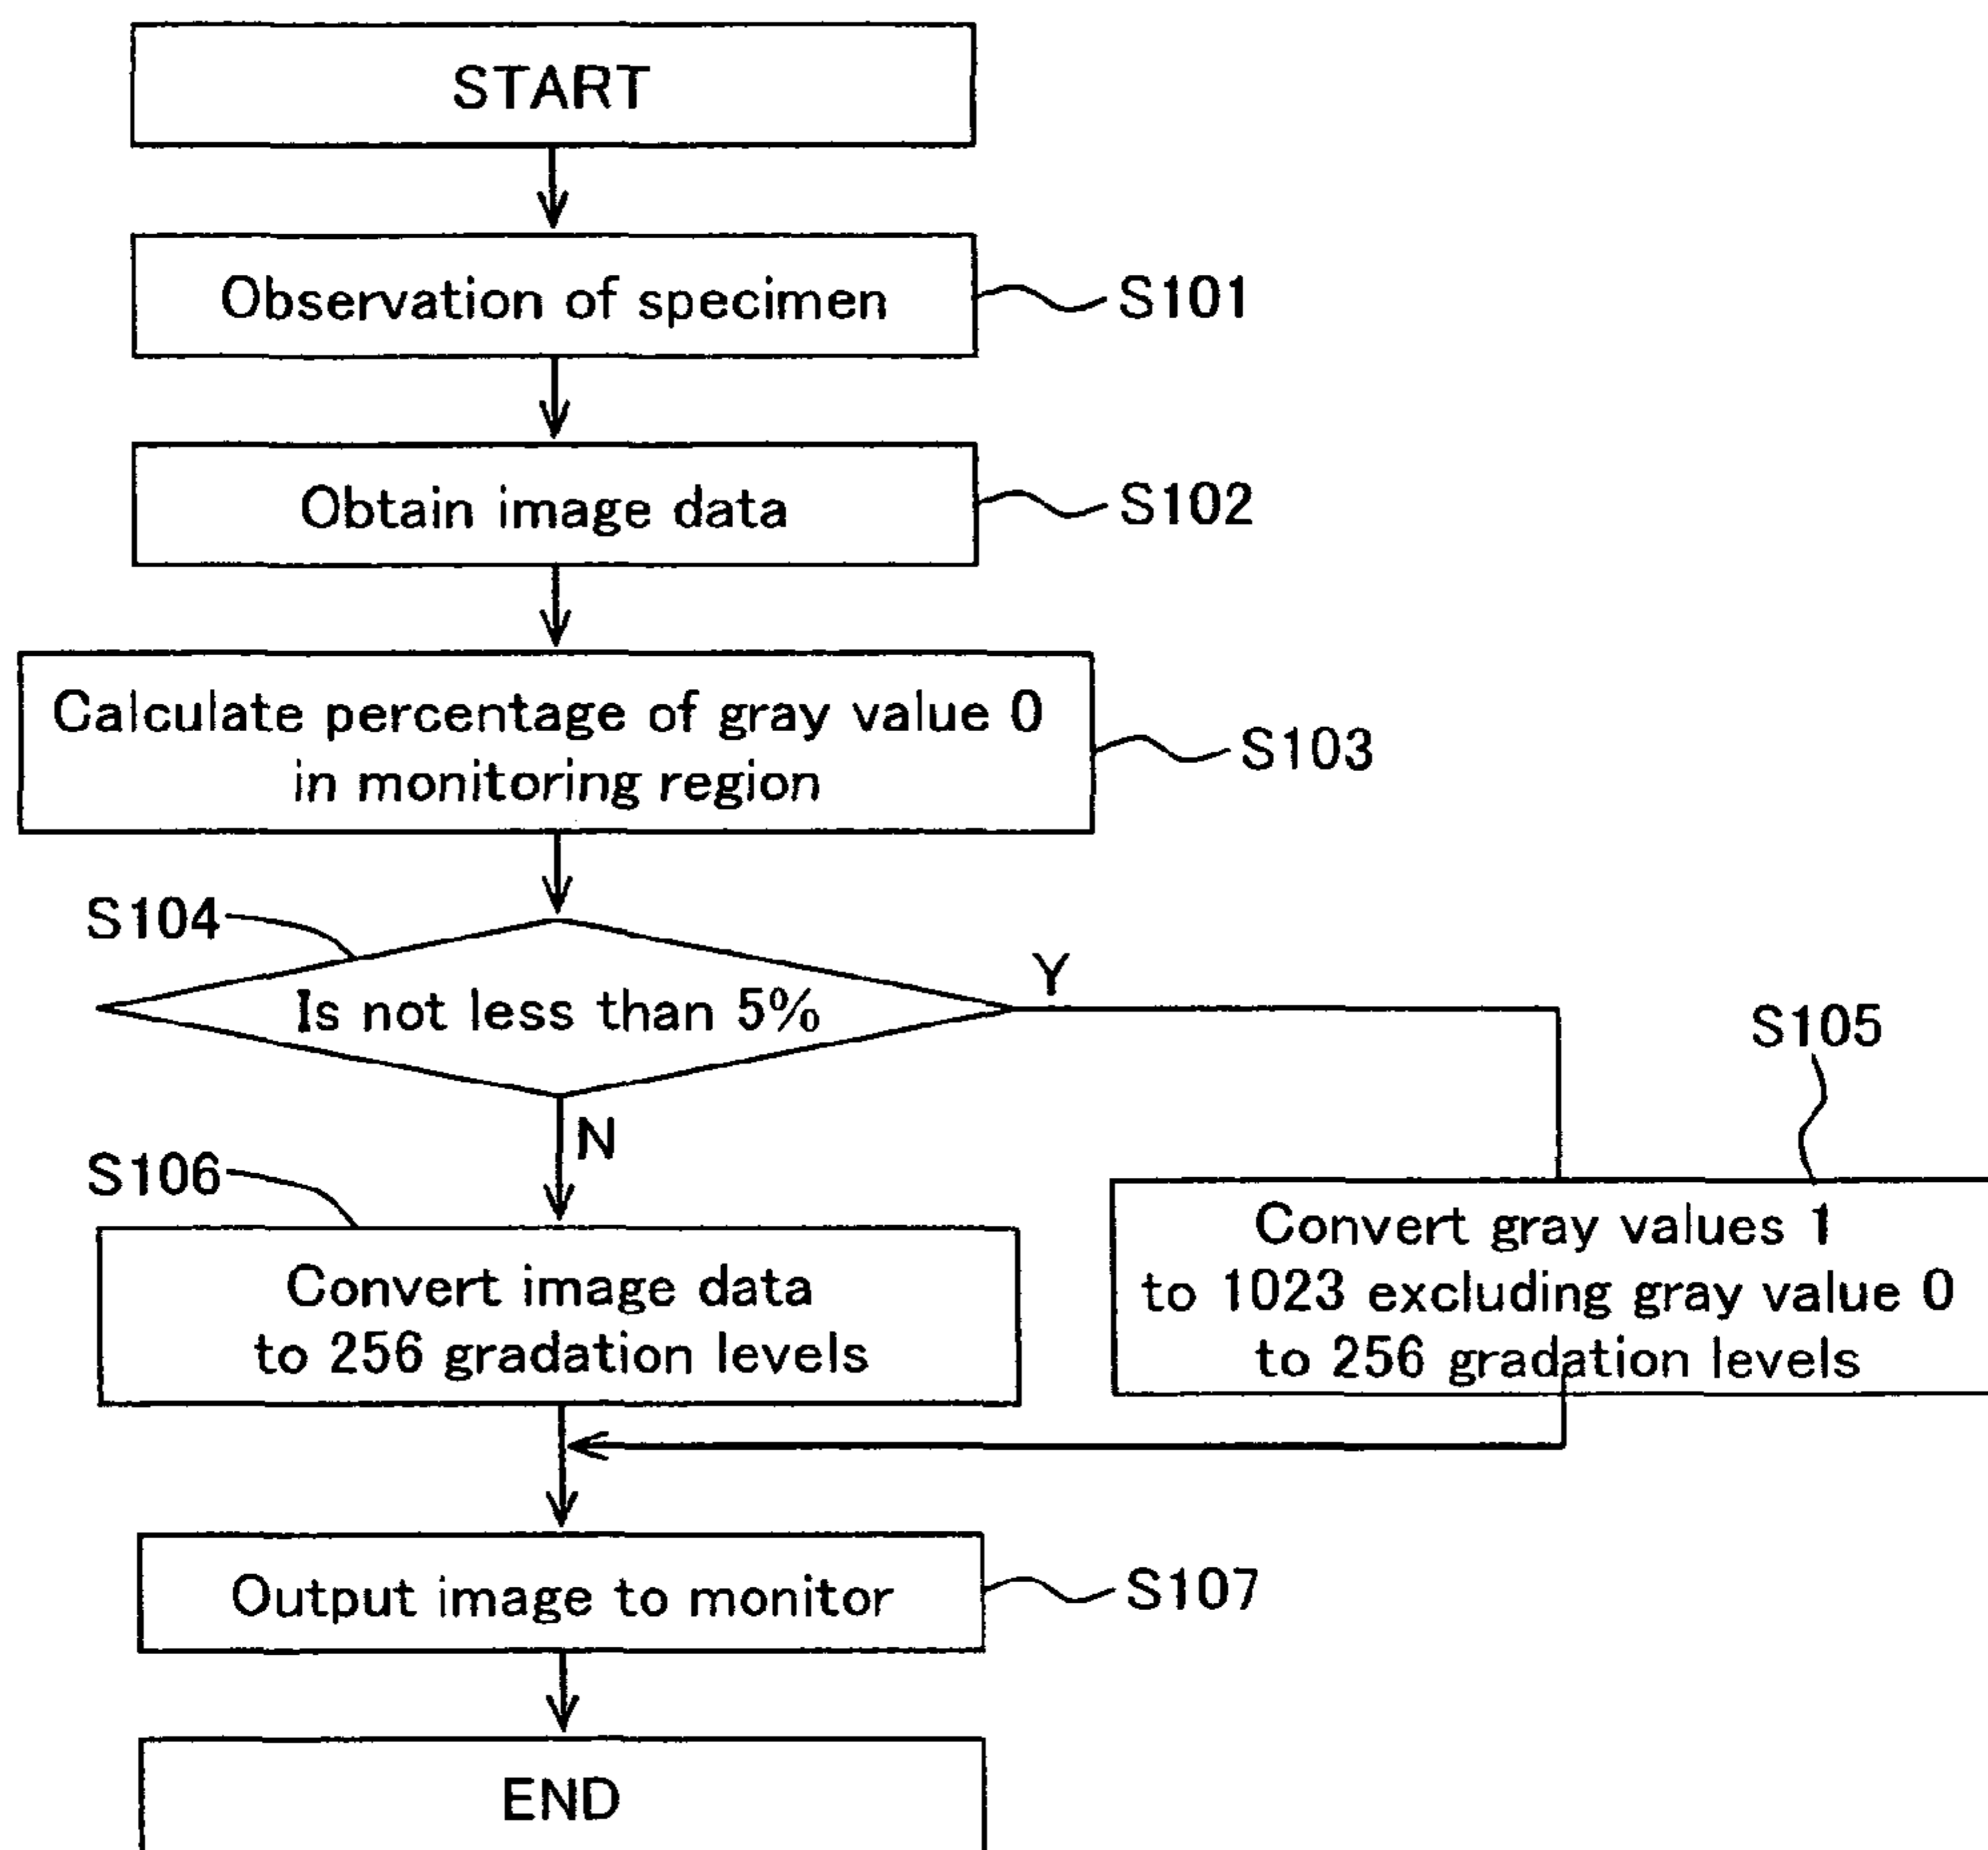 START
Observation of specimen
S101
Obtain image data
S102
Calculate percentage of gray value 0
in monitoring region
S103
S104
Is not less than 5%
Y
N
S105
Convert gray values 1
to 1023 excluding gray value 0
to 256 gradation levels
S106
Convert image data
to 256 gradation levels
Output image to monitor
S107
END